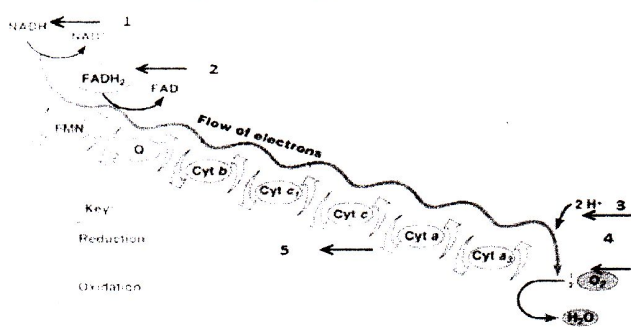 NADH 1
NAD⁺
FADH₂ 2
FAD
Flow of electrons
FMN
Q
Cyt b
Cyt c₁
Cyt c
Cyt a
Cyt a₃
2 H⁺ 3
4
5
Key:
Reduction
Oxidation
½ O₂
H₂O